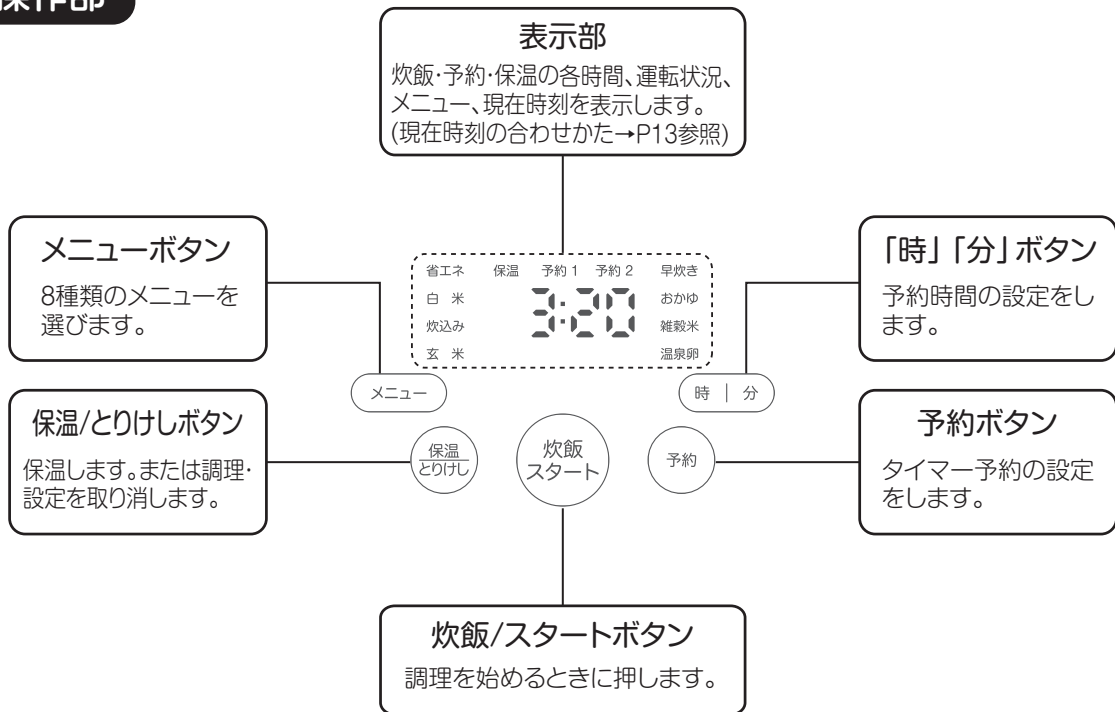 表示部
炊飯・予約・保温の各時間、運転状況、
メニュー、現在時刻を表示します。
(現在時刻の合わせかた→P13参照)
メニューボタン
8種類のメニューを
選びます。
省エネ 保温 予約1 予約2 早炊き
白 米 3:20 おかゆ
炊込み 雑穀米
玄 米 温泉卵
「時」「分」ボタン
予約時間の設定をし
ます。
メニュー
時 | 分
保温/とりけしボタン
保温します。または調理・
設定を取り消します。
保温
とりけし
炊飯
スタート
予約
予約ボタン
タイマー予約の設定
をします。
炊飯/スタートボタン
調理を始めるときに押します。